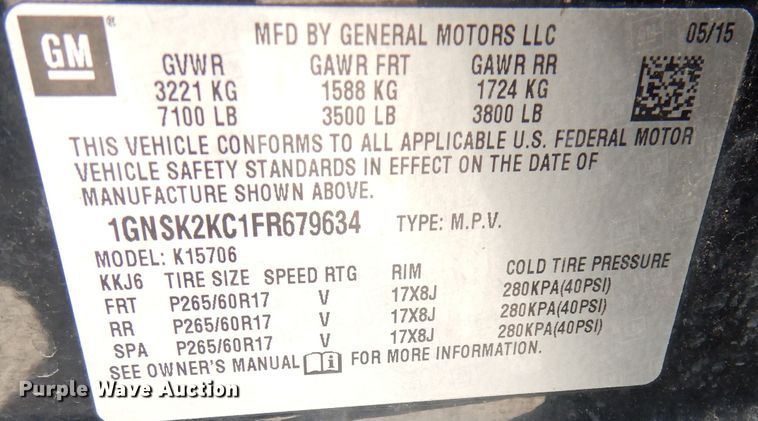 GM
MFD BY GENERAL MOTORS LLC 05/15
GVWR GAWR FRT GAWR RR
3221 KG 1588 KG 1724 KG
7100 LB 3500 LB 3800 LB
THIS VEHICLE CONFORMS TO ALL APPLICABLE U.S. FEDERAL MOTOR
VEHICLE SAFETY STANDARDS IN EFFECT ON THE DATE OF
MANUFACTURE SHOWN ABOVE.
1GNSK2KC1FR679634 TYPE: M.P.V.
MODEL: K15706
KKJ6 TIRE SIZE SPEED RTG RIM COLD TIRE PRESSURE
FRT P265/60R17 V 17X8J 280KPA(40PSI)
RR P265/60R17 V 17X8J 280KPA(40PSI)
SPA P265/60R17 V 17X8J 280KPA(40PSI)
SEE OWNER'S MANUAL i FOR MORE INFORMATION.
Purple Wave Auction